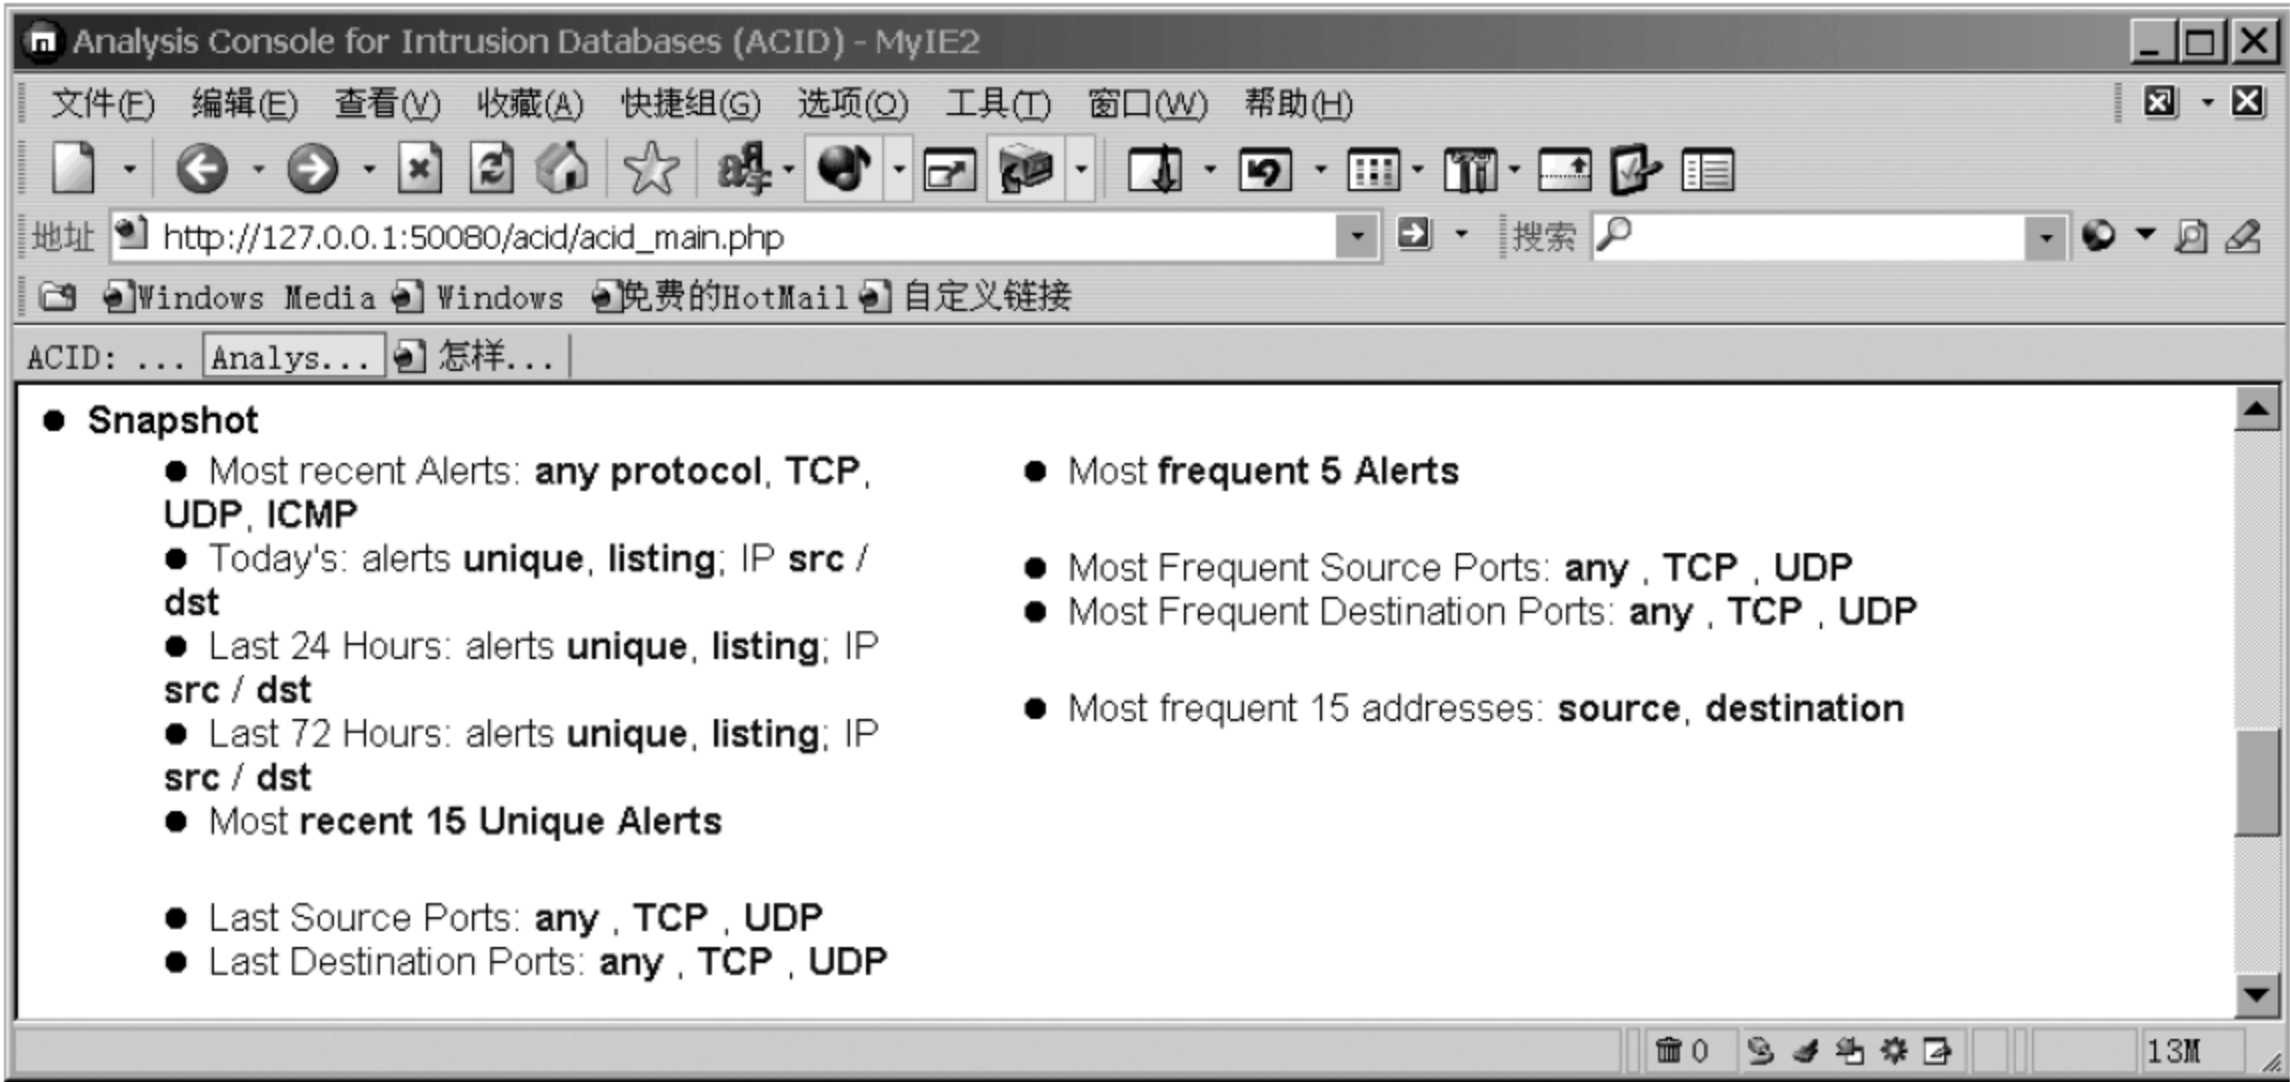 Analysis Console for Intrusion Databases (ACID) - MyIE2
文件(F) 编辑(E) 查看(V) 收藏(A) 快捷组(G) 选项(O) 工具(T) 窗口(W) 帮助(H)
地址 http://127.0.0.1:50080/acid/acid_main.php 搜索
Windows Media Windows 免费的HotMail 自定义链接
ACID: ... Analys... 怎样...
● Snapshot
● Most recent Alerts: any protocol, TCP,
UDP, ICMP
● Today's: alerts unique, listing; IP src /
dst
● Last 24 Hours: alerts unique, listing; IP
src / dst
● Last 72 Hours: alerts unique, listing; IP
src / dst
● Most recent 15 Unique Alerts
● Last Source Ports: any , TCP , UDP
● Last Destination Ports: any , TCP , UDP
● Most frequent 5 Alerts
● Most Frequent Source Ports: any , TCP , UDP
● Most Frequent Destination Ports: any , TCP , UDP
● Most frequent 15 addresses: source, destination
0 13M